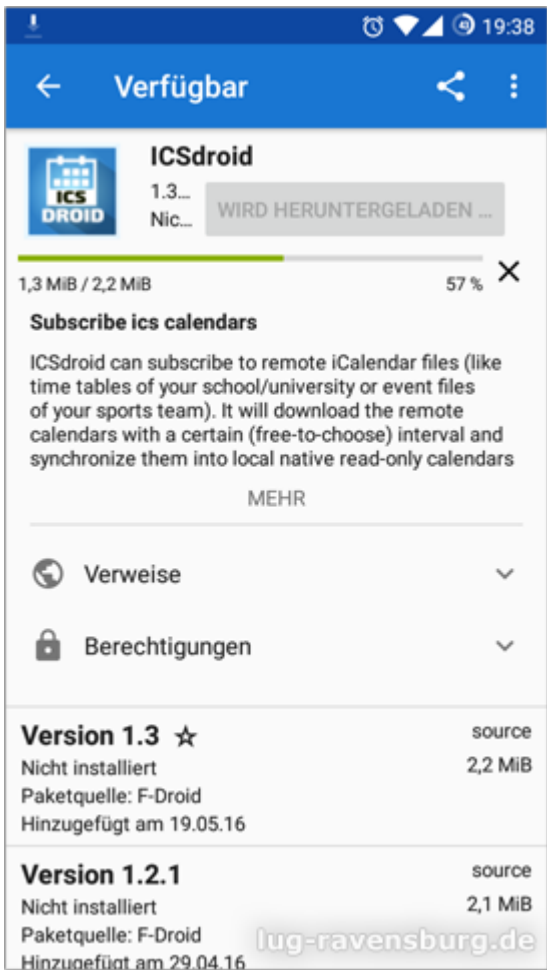 19:38
Verfügbar
ICSdroid
ICS
DROID
1.3…
Nic…
WIRD HERUNTERGELADEN …
1,3 MiB / 2,2 MiB
57 %
Subscribe ics calendars
ICSdroid can subscribe to remote iCalendar files (like
time tables of your school/university or event files
of your sports team). It will download the remote
calendars with a certain (free-to-choose) interval and
synchronize them into local native read-only calendars
MEHR
Verweise
Berechtigungen
Version 1.3 ☆
source
Nicht installiert
2,2 MiB
Paketquelle: F-Droid
Hinzugefügt am 19.05.16
Version 1.2.1
source
Nicht installiert
2,1 MiB
Paketquelle: F-Droid
lug-ravensburg.de
Hinzugefügt am 29.04.16